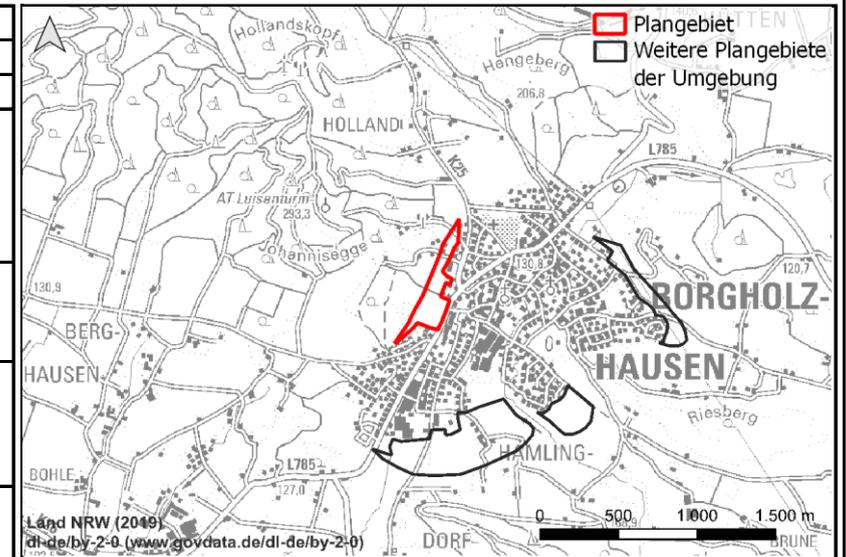 Plangebiet
Weitere Plangebiete
der Umgebung
Hollandskopf
Hengeberg
206,8
HOLLAND
K25
L785
AT Luisenturm
293,3
Johannisegge
130,8
120,7
130,9
BORGHOLZ-
HAUSEN
BERG-
HAUSEN
Riesberg
HAMLING-
BOHLE
L785
127,0
0 500 1.000 1.500 m
Land NRW (2019)
dl-de/by-2-0 (www.govdata.de/dl-de/by-2-0)
DORF
BRUNE